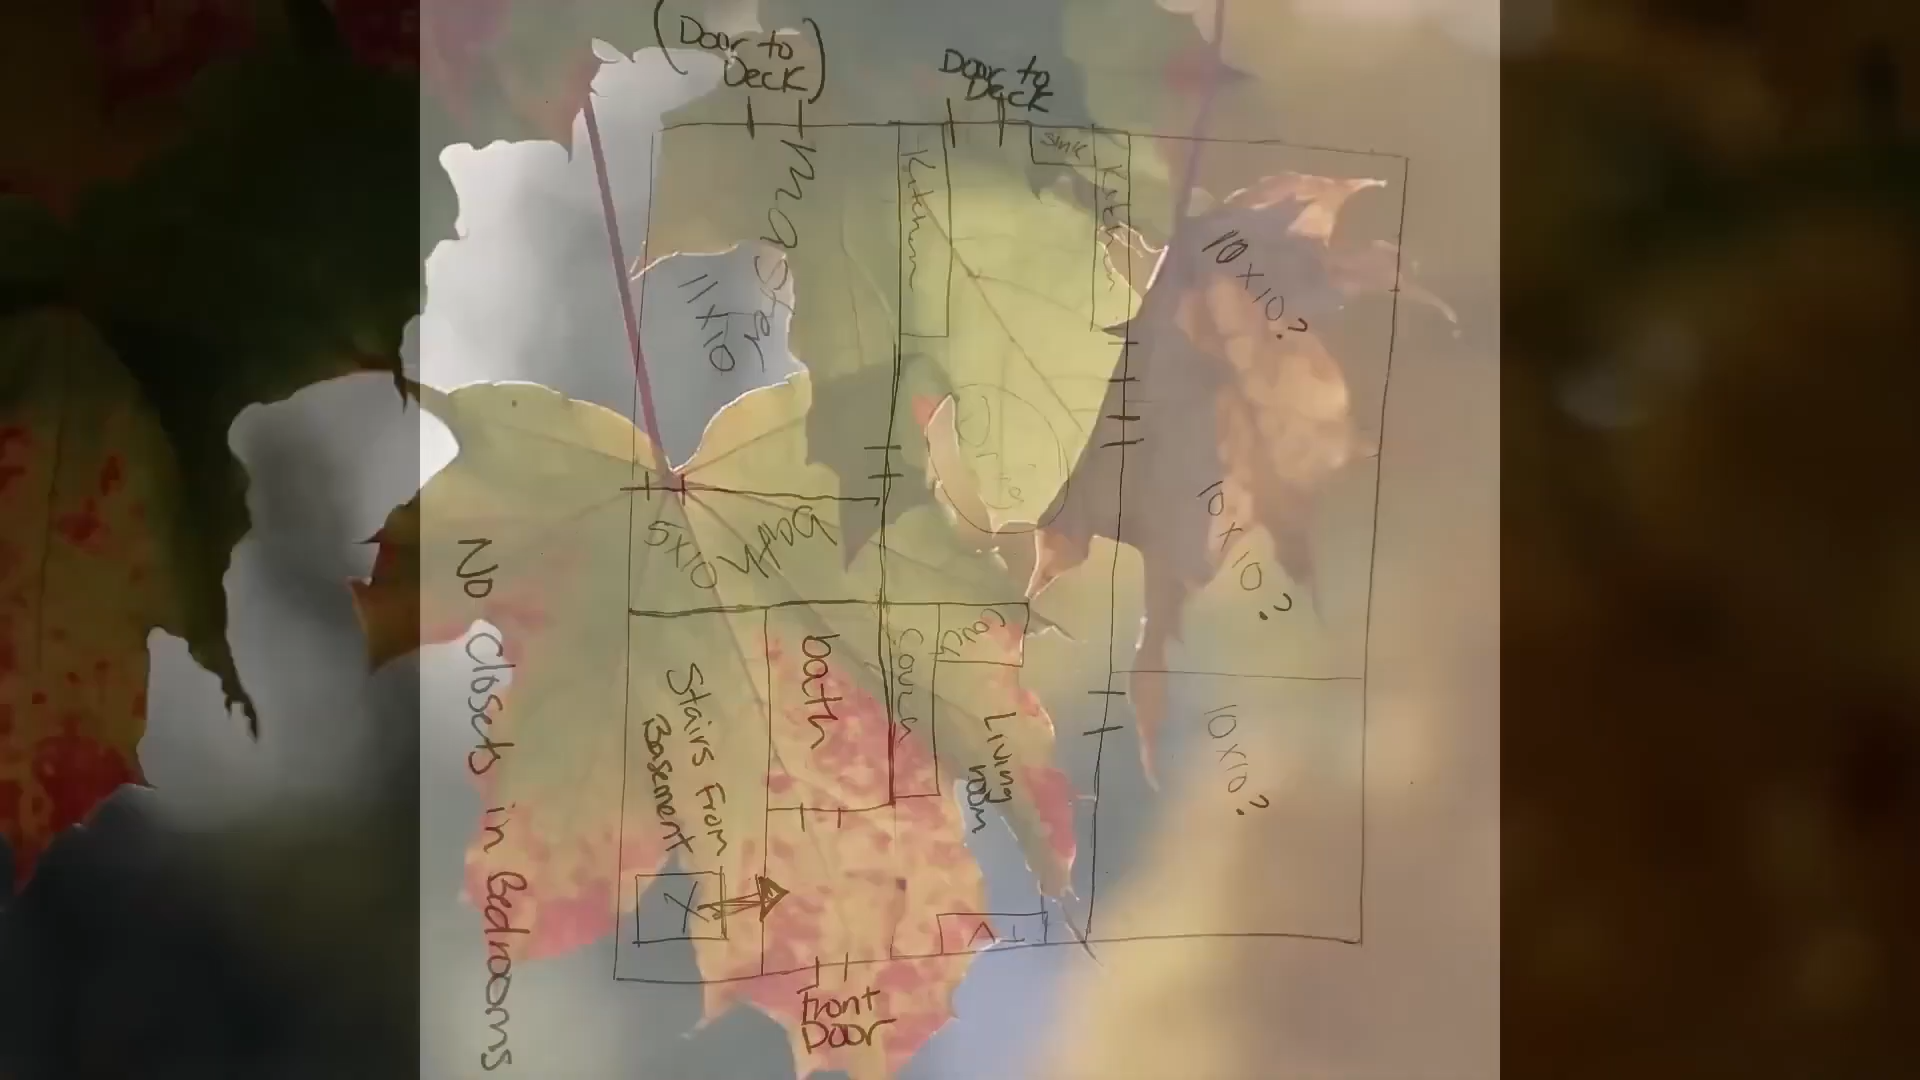 (Door to
Deck)
Door to
Deck
Sink
Kitchen
Kitchen
Master
11x10
10x10?
10x10?
bath
5x10
bath
Couch
Living
room
10x10?
Stairs From
Basement
X
TV
Front
Door
No closets in Bedrooms